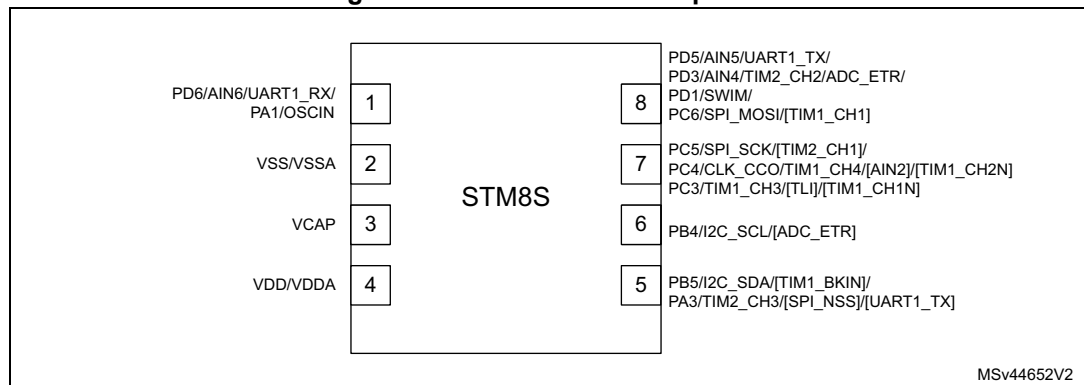 PD6/AIN6/UART1_RX/
PA1/OSCIN
1
VSS/VSSA
2
VCAP
3
VDD/VDDA
4
STM8S
8
PD5/AIN5/UART1_TX/
PD3/AIN4/TIM2_CH2/ADC_ETR/
PD1/SWIM/
PC6/SPI_MOSI/[TIM1_CH1]
7
PC5/SPI_SCK/[TIM2_CH1]/
PC4/CLK_CCO/TIM1_CH4/[AIN2]/[TIM1_CH2N]
PC3/TIM1_CH3/[TLI]/[TIM1_CH1N]
6
PB4/I2C_SCL/[ADC_ETR]
5
PB5/I2C_SDA/[TIM1_BKIN]/
PA3/TIM2_CH3/[SPI_NSS]/[UART1_TX]
MSv44652V2